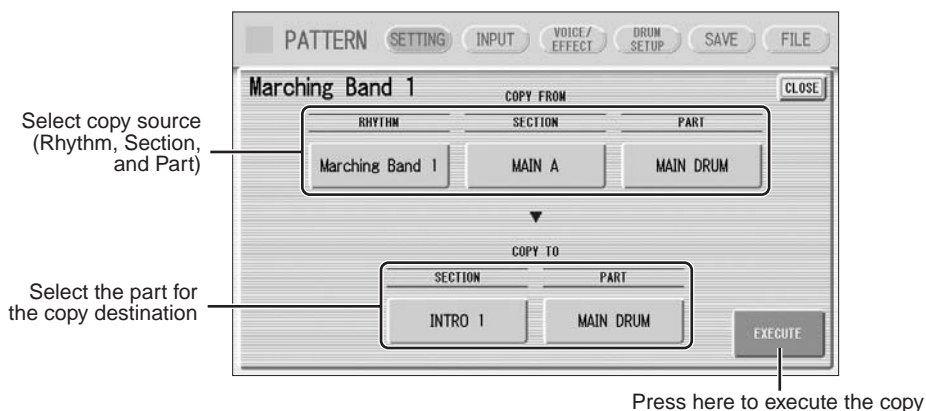 PATTERN SETTING INPUT VOICE/EFFECT DRUM SETUP SAVE FILE
Marching Band 1
CLOSE
COPY FROM
RHYTHM SECTION PART
Marching Band 1 MAIN A MAIN DRUM
Select copy source
(Rhythm, Section,
and Part)
▼
COPY TO
SECTION PART
INTRO 1 MAIN DRUM
Select the part for
the copy destination
EXECUTE
Press here to execute the copy